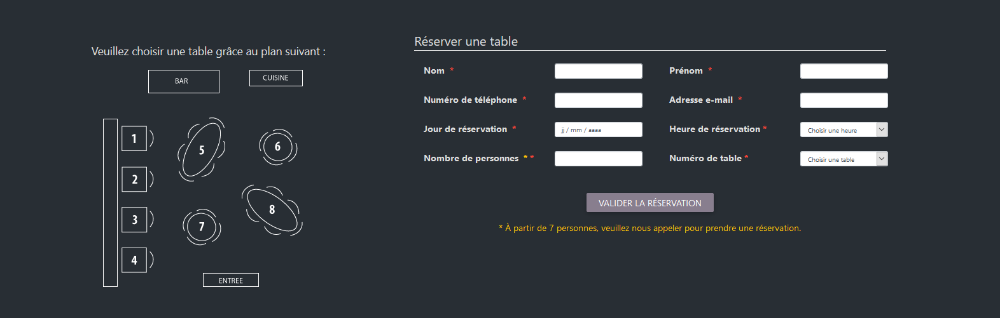 Veuillez choisir une table grâce au plan suivant :
BAR
CUISINE
1
5
6
2
3
7
8
4
ENTREE
Réserver une table
Nom *
Prénom *
Numéro de téléphone *
Adresse e-mail *
Jour de réservation *
jj / mm / aaaa
Heure de réservation *
Choisir une heure
Nombre de personnes * *
Numéro de table *
Choisir une table
VALIDER LA RÉSERVATION
* À partir de 7 personnes, veuillez nous appeler pour prendre une réservation.